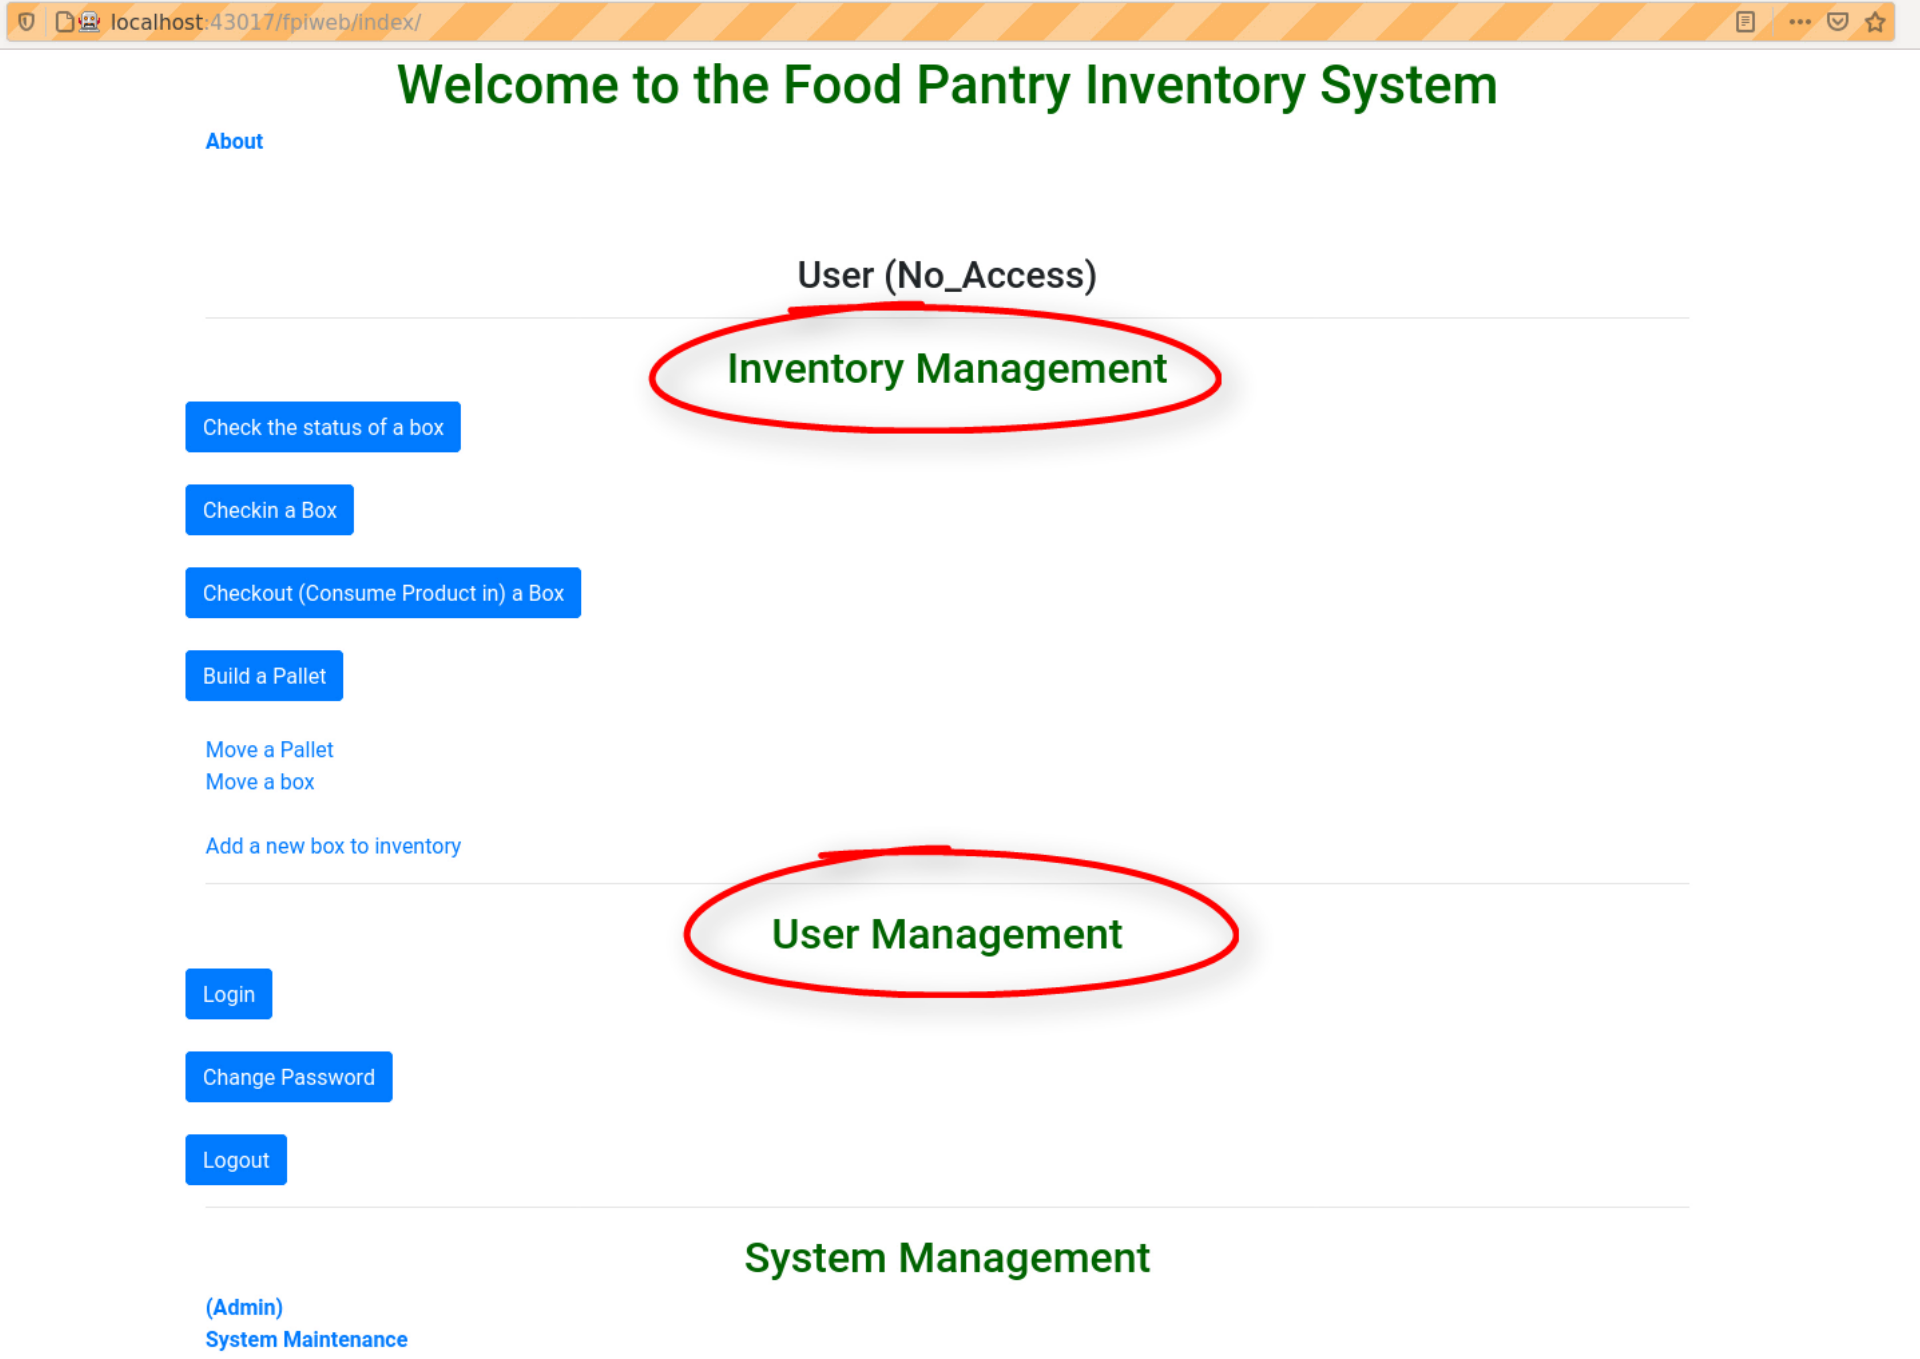 localhost:43017/fpiweb/index/
Welcome to the Food Pantry Inventory System
About
User (No_Access)
Inventory Management
Check the status of a box
Checkin a Box
Checkout (Consume Product in) a Box
Build a Pallet
Move a Pallet
Move a box
Add a new box to inventory
User Management
Login
Change Password
Logout
System Management
(Admin)
System Maintenance